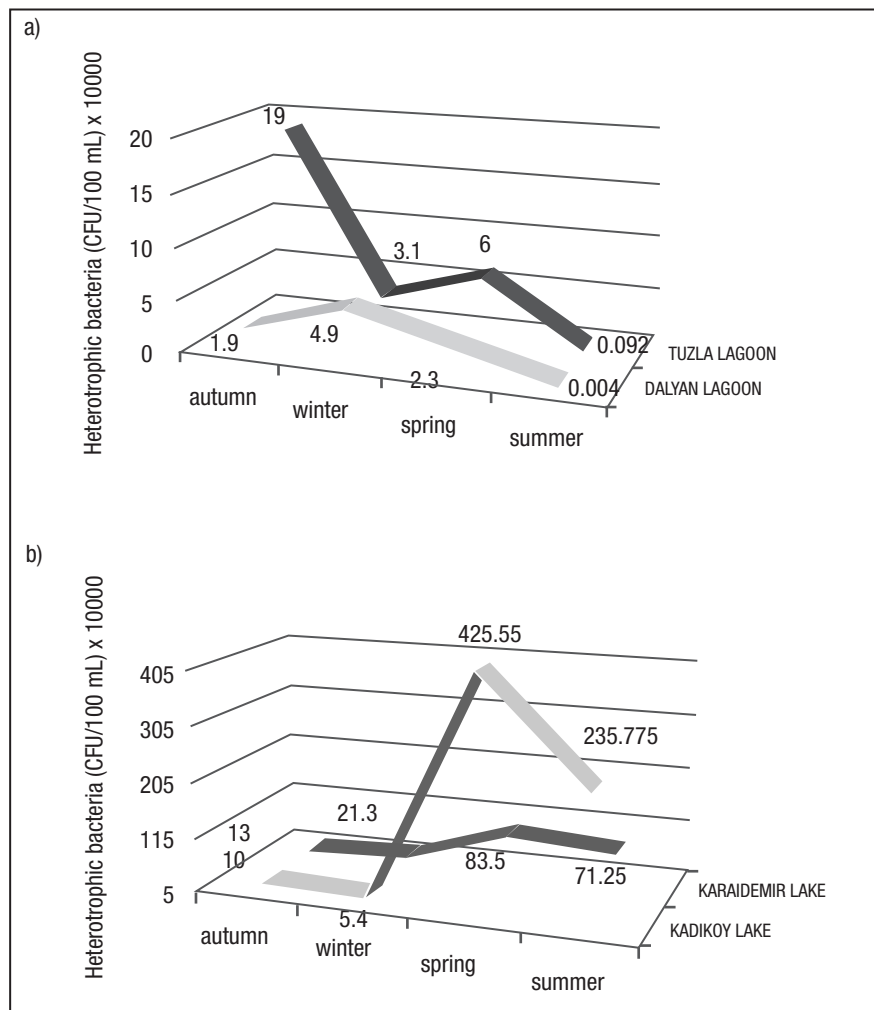 a)
Heterotrophic bacteria (CFU/100 mL) x 10000
20
15
10
5
0
19
3.1
6
0.092
1.9
4.9
2.3
0.004
TUZLA LAGOON
DALYAN LAGOON
autumn
winter
spring
summer
b)
Heterotrophic bacteria (CFU/100 mL) x 10000
405
305
205
115
5
425.55
235.775
13
21.3
83.5
71.25
10
5.4
KARAIDEMIR LAKE
KADIKOY LAKE
autumn
winter
spring
summer